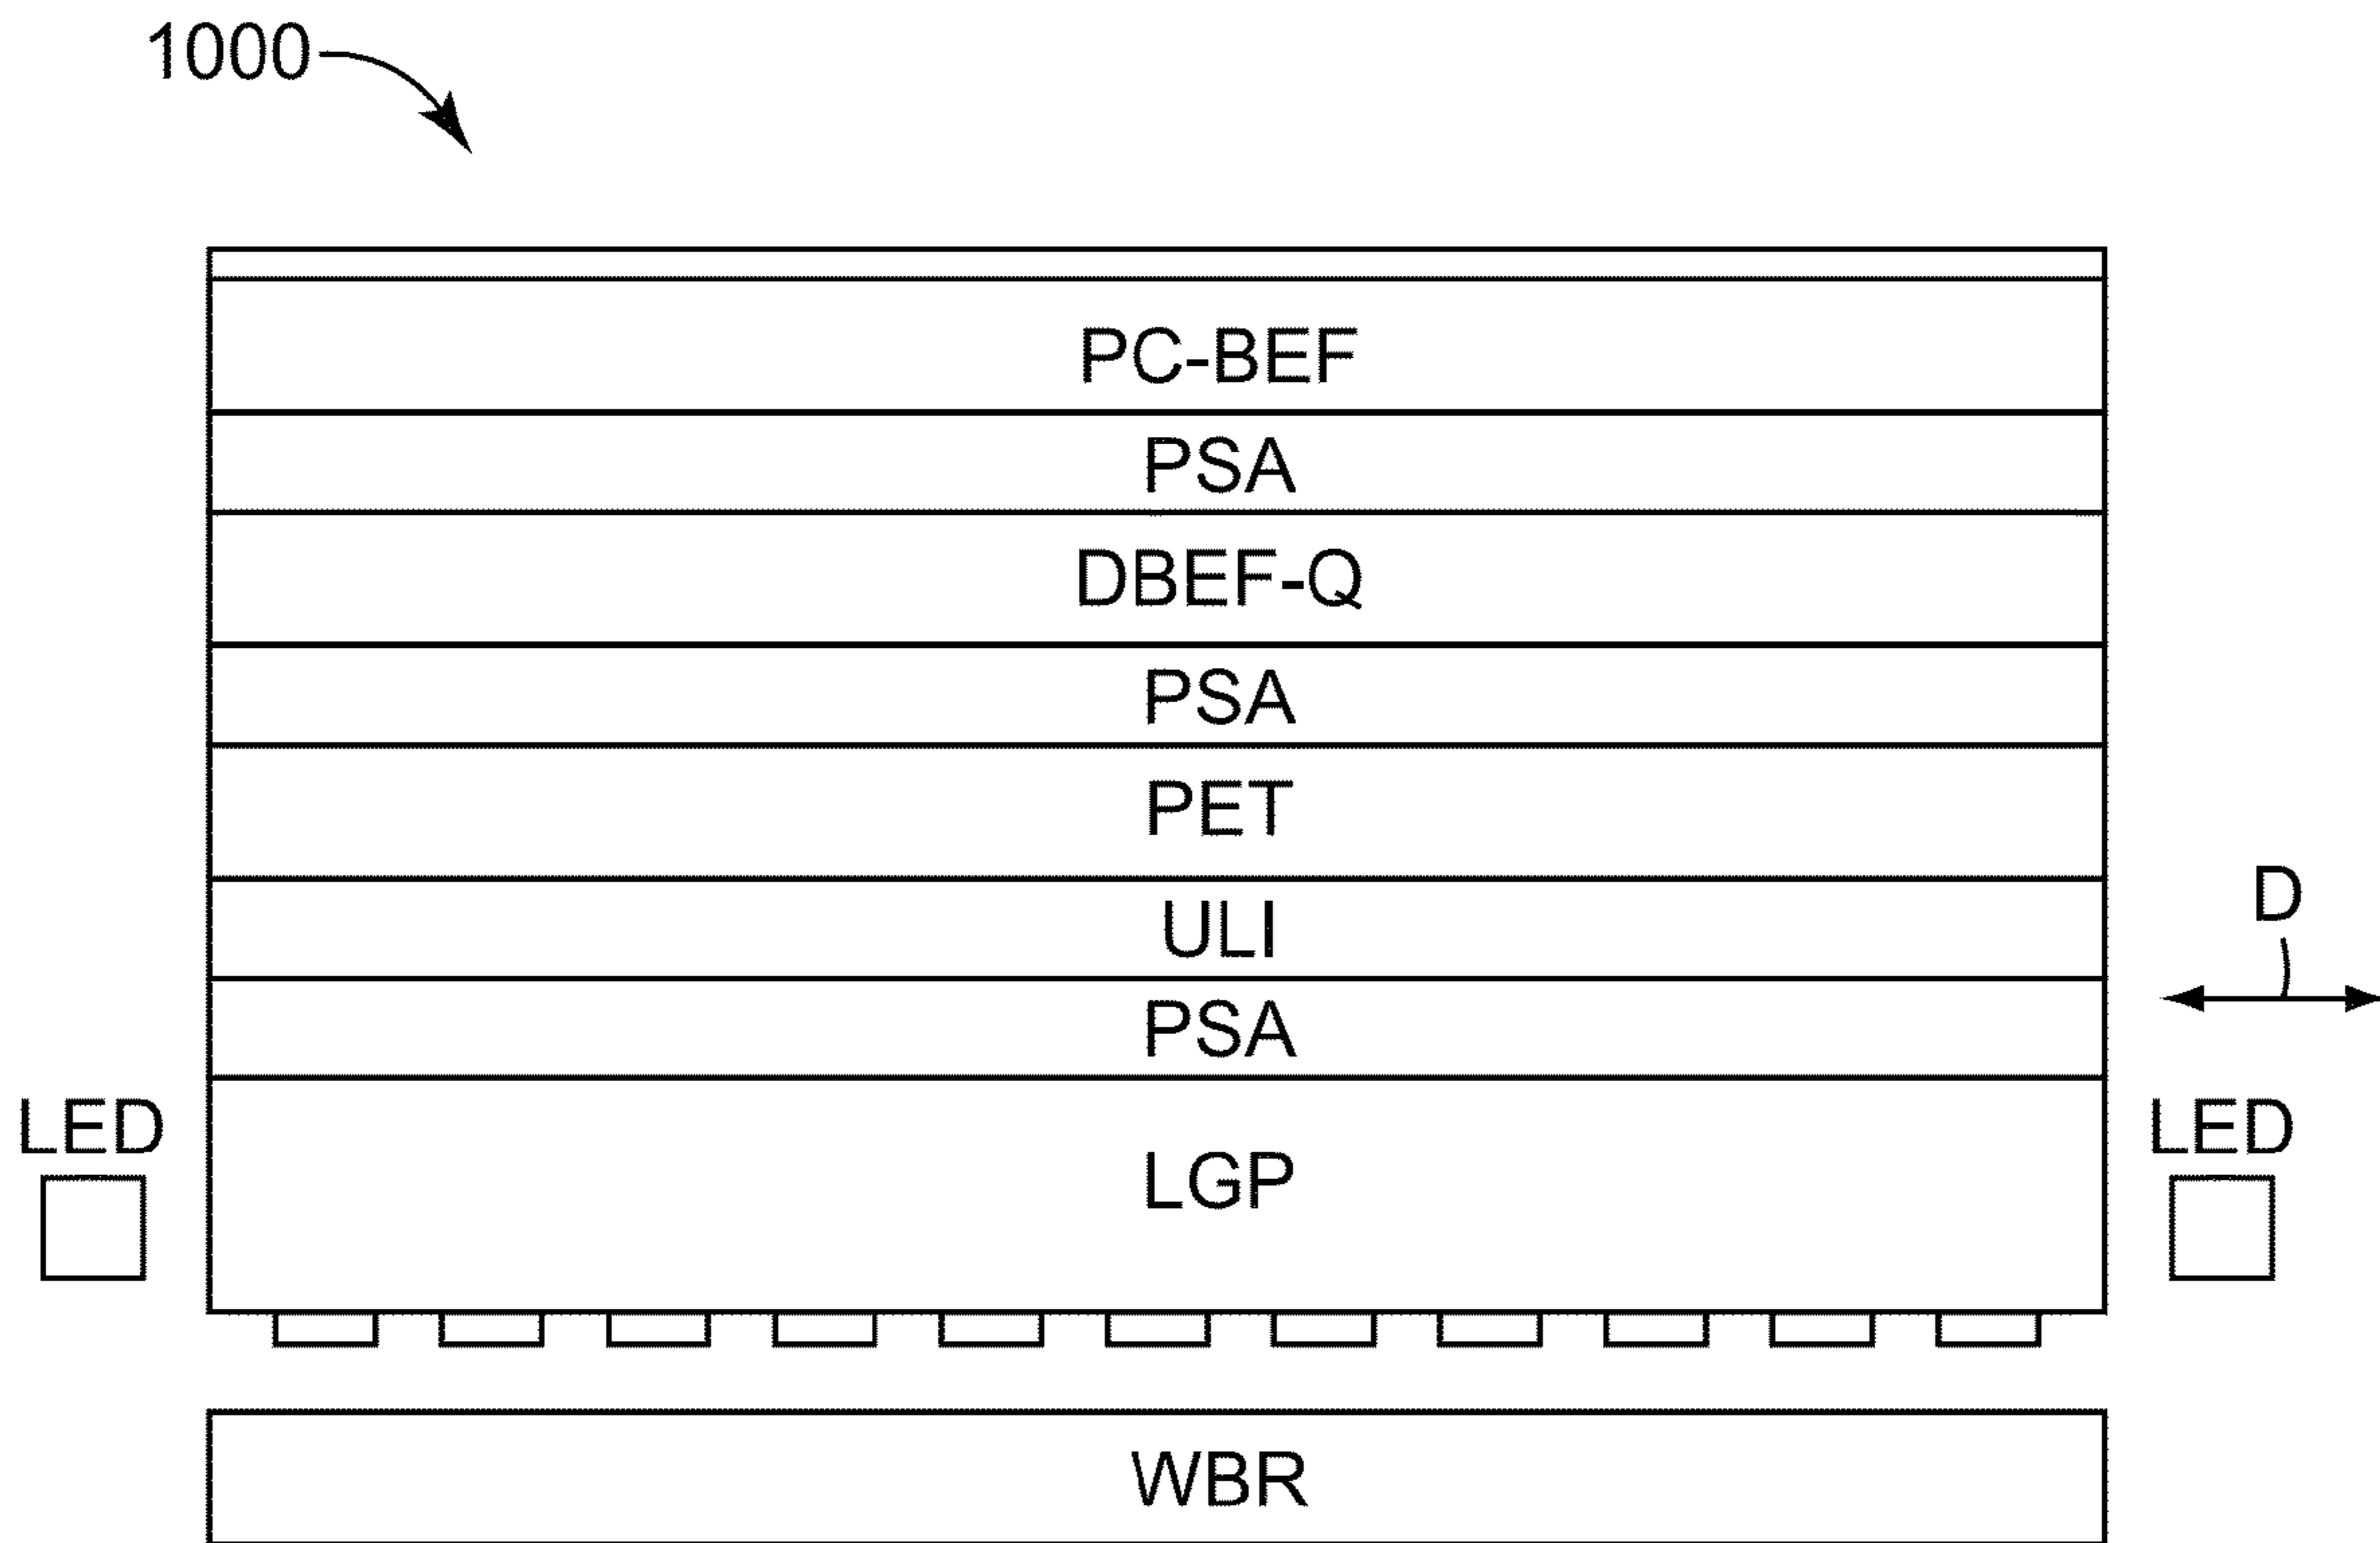 1000
PC-BEF
PSA
DBEF-Q
PSA
PET
ULI
D
PSA
LED
LED
LGP
WBR